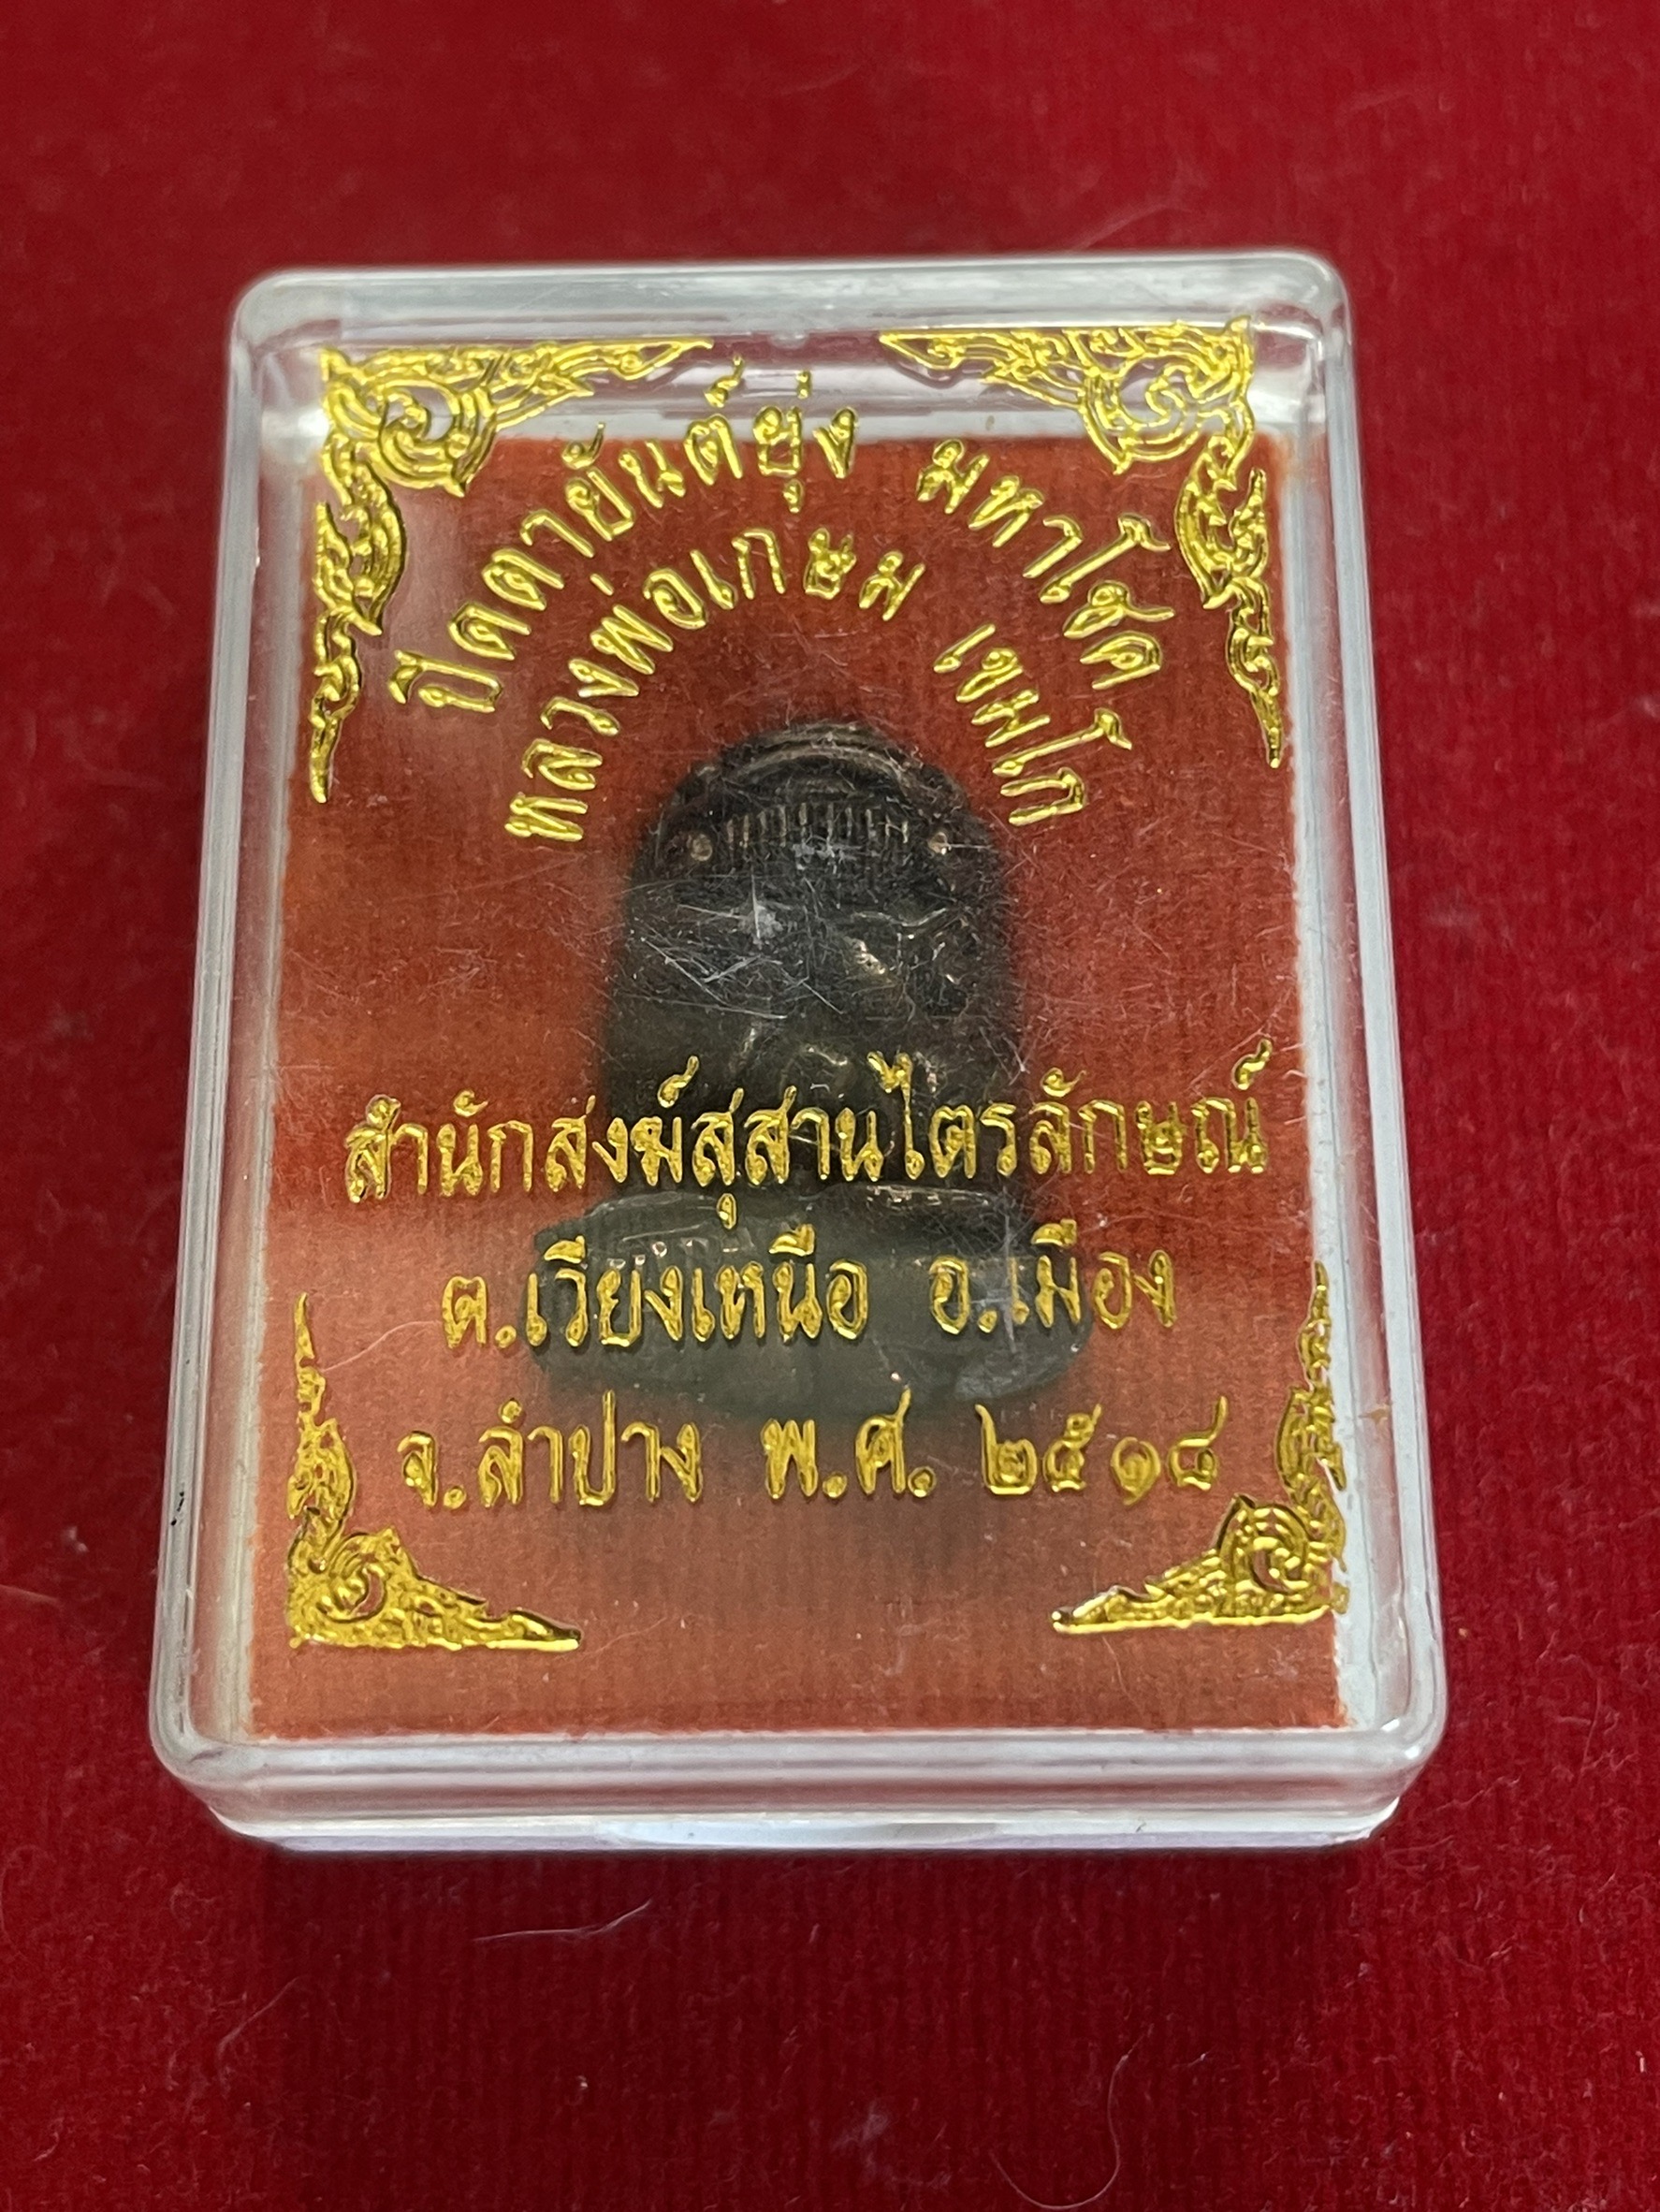 ปิดตายันต์ยุ่ง มหาโชค
หลวงพ่อเกษม เขมโก
สำนักสงฆ์สุสานไตรลักษณ์
ต.เวียงเหนือ อ.เมือง
จ.ลำปาง พ.ศ. ๒๕๑๘